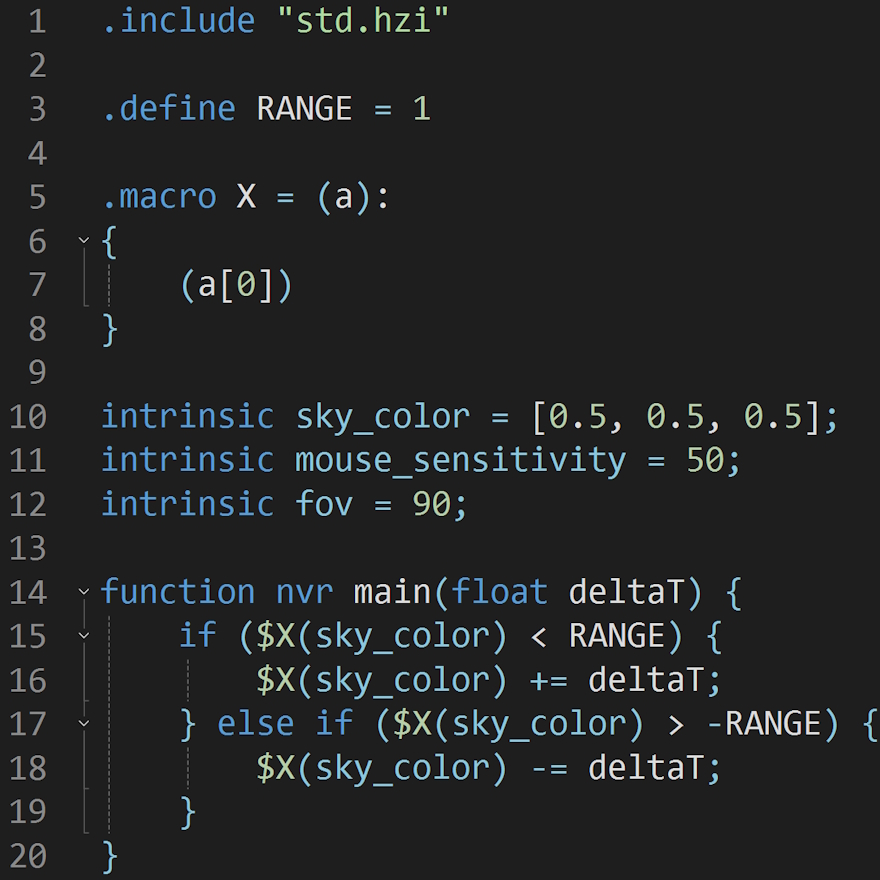 1 .include "std.hzi"
2
3 .define RANGE = 1
4
5 .macro X = (a):
6 {
7     (a[0])
8 }
9
10 intrinsic sky_color = [0.5, 0.5, 0.5];
11 intrinsic mouse_sensitivity = 50;
12 intrinsic fov = 90;
13
14 function nvr main(float deltaT) {
15     if ($X(sky_color) < RANGE) {
16         $X(sky_color) += deltaT;
17     } else if ($X(sky_color) > -RANGE) {
18         $X(sky_color) -= deltaT;
19     }
20 }